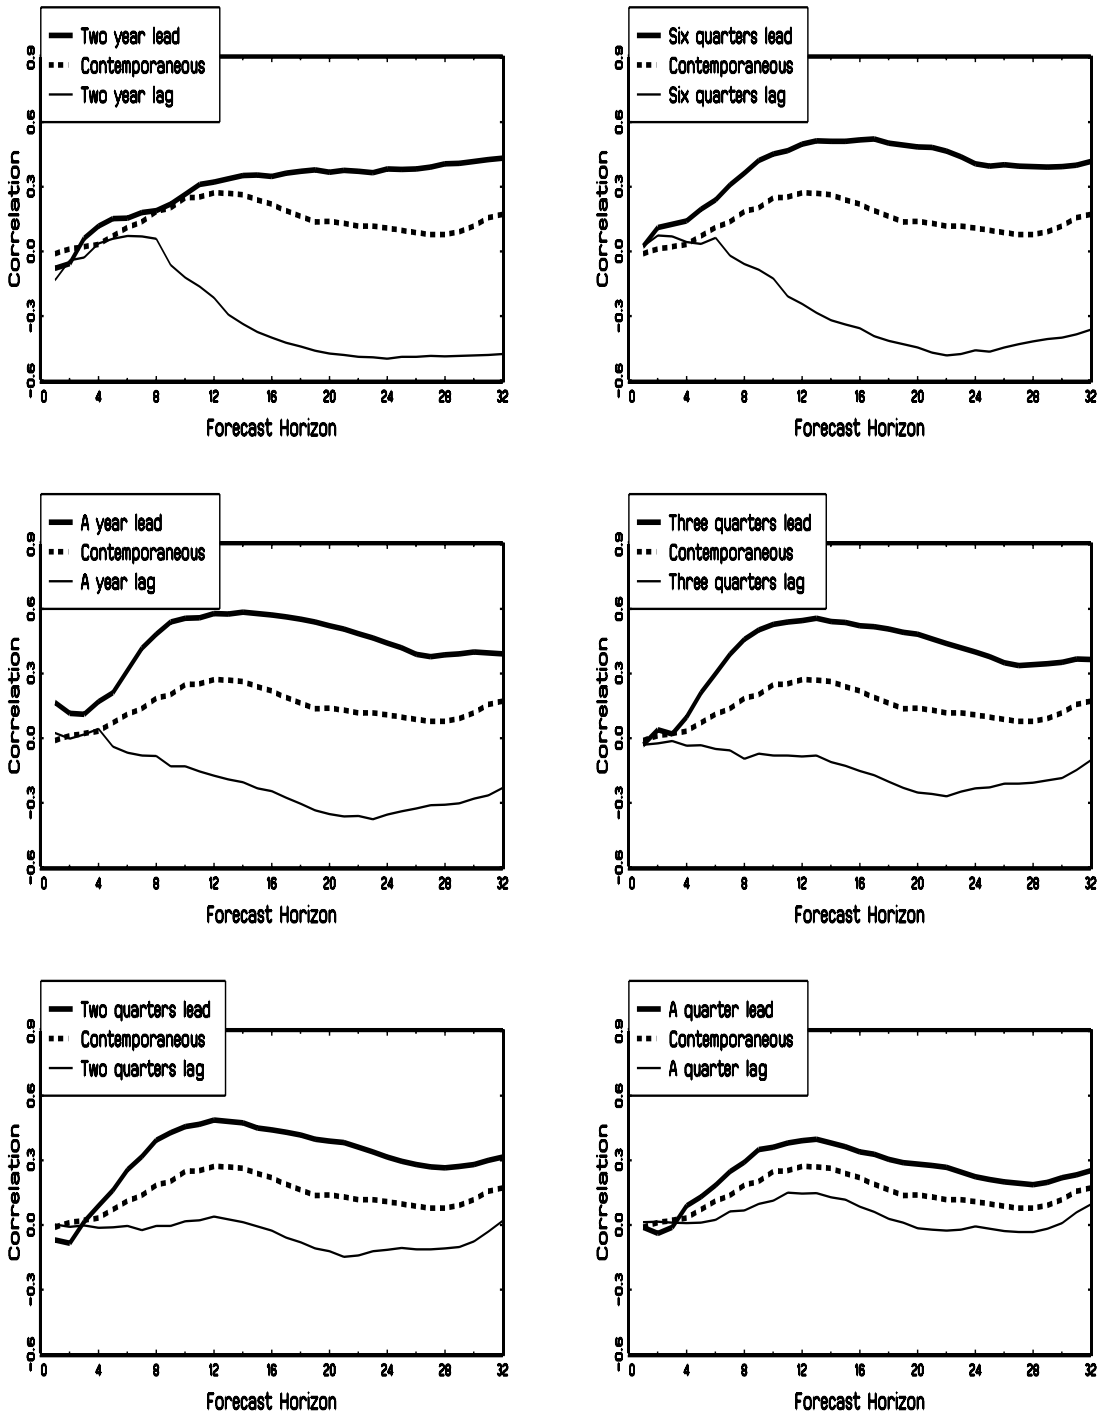 Two year lead
Contemporaneous
Two year lag
Correlation
0.9
0.6
0.3
0.0
-0.3
-0.6
0 4 8 12 16 20 24 28 32
Forecast Horizon
Six quarters lead
Contemporaneous
Six quarters lag
Correlation
0.9
0.6
0.3
0.0
-0.3
-0.6
0 4 8 12 16 20 24 28 32
Forecast Horizon
A year lead
Contemporaneous
A year lag
Correlation
0.9
0.6
0.3
0.0
-0.3
-0.6
0 4 8 12 16 20 24 28 32
Forecast Horizon
Three quarters lead
Contemporaneous
Three quarters lag
Correlation
0.9
0.6
0.3
0.0
-0.3
-0.6
0 4 8 12 16 20 24 28 32
Forecast Horizon
Two quarters lead
Contemporaneous
Two quarters lag
Correlation
0.9
0.6
0.3
0.0
-0.3
-0.6
0 4 8 12 16 20 24 28 32
Forecast Horizon
A quarter lead
Contemporaneous
A quarter lag
Correlation
0.9
0.6
0.3
0.0
-0.3
-0.6
0 4 8 12 16 20 24 28 32
Forecast Horizon